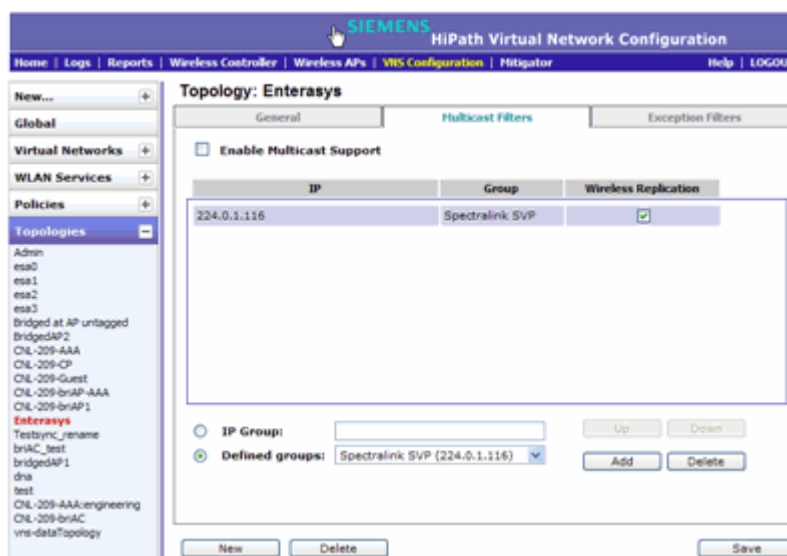 SIEMENS
HiPath Virtual Network Configuration
Home | Logs | Reports | Wireless Controller | Wireless APs | VNS Configuration | Mitigator Help | LOGOU
New...
Global
Virtual Networks
WLAN Services
Policies
Topologies
Admin
esa0
esa1
esa2
esa3
Bridged at AP untagged
BridgedAP2
CNL-209-AAA
CNL-209-CP
CNL-209-Guest
CNL-209-briAP-AAA
CNL-209-briAP1
Enterasys
Testsync_rename
briAC_test
bridgedAP1
dna
test
CNL-209-AAA:engineering
CNL-209-briAC
vns-dataTopology
Topology: Enterasys
General Multicast Filters Exception Filters
Enable Multicast Support
IP Group Wireless Replication
224.0.1.116 Spectralink SVP
IP Group: Up Down
Defined groups: Spectralink SVP (224.0.1.116) Add Delete
New Delete Save